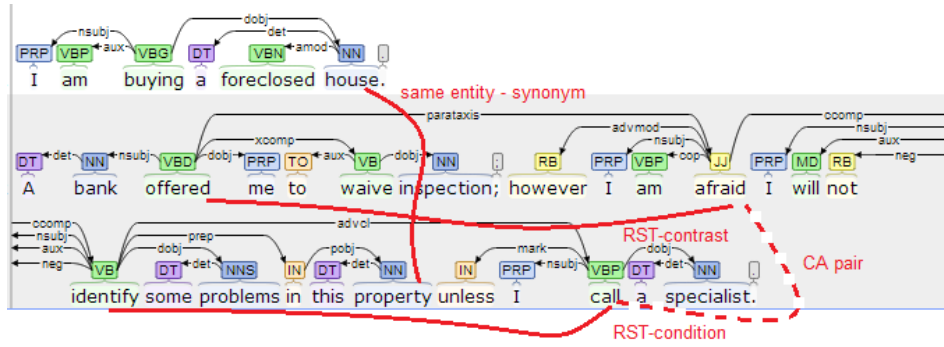 dobj
nsubj det
aux amod
PRP VBP VBG DT VBN NN .
I am buying a foreclosed house.
same entity - synonym
parataxis ccomp
advmod nsubj
xcomp nsubj aux
det nsubj dobj aux dobj cop neg
DT NN VBD PRP TO VB NN : RB PRP VBP JJ PRP MD RB
A bank offered me to waive inspection; however I am afraid I will not
ccomp advcl
nsubj prep RST-contrast
aux dobj pobj mark dobj CA pair
neg det det nsubj det
VB DT NNS IN DT NN IN PRP VBP DT NN .
identify some problems in this property unless I call a specialist.
RST-condition